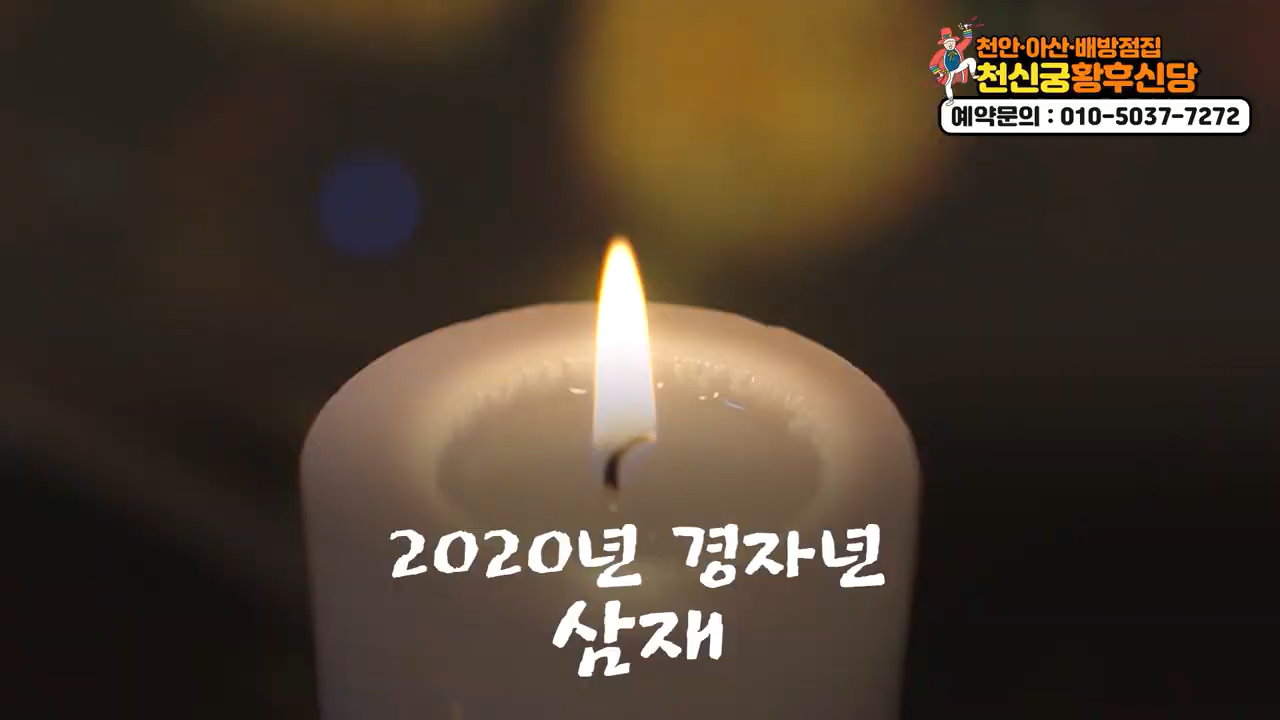 천안·아산·배방점집
천신궁황후신당
예약문의 : 010-5037-7272
2020년 경자년
삼재